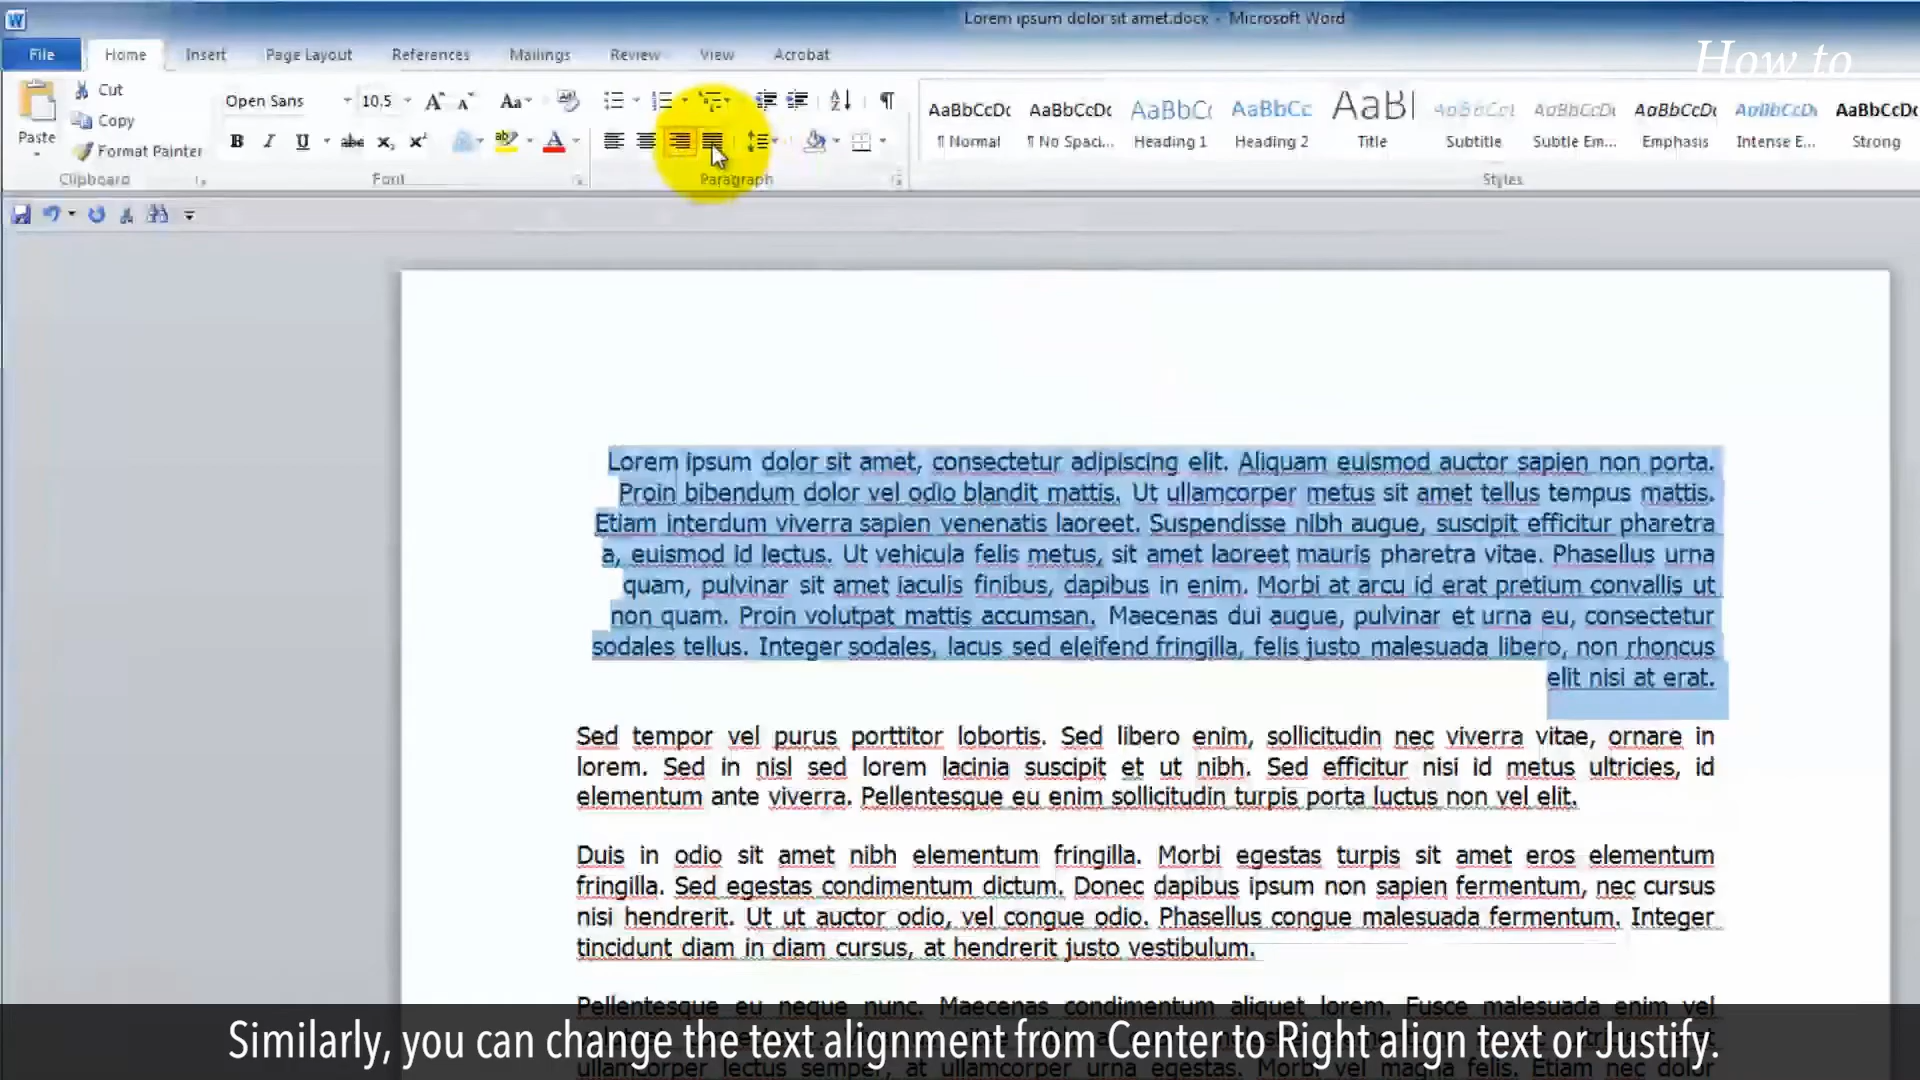 Lorem ipsum dolor sit amet.docx - Microsoft Word
How to
File Home Insert Page Layout References Mailings Review View Acrobat
Paste
Cut
Copy
Format Painter
Clipboard
Open Sans 10.5
Font
Paragraph
AaBbCcDc AaBbCcDc AaBbCc AaBbCc AaBl AaBbCcDc AaBbCcDc AaBbCcDc AaBbCcDc AaBbCcDc
¶ Normal ¶ No Spaci... Heading 1 Heading 2 Title Subtitle Subtle Em... Emphasis Intense E... Strong
Styles
Lorem ipsum dolor sit amet, consectetur adipiscing elit. Aliquam euismod auctor sapien non porta.
Proin bibendum dolor vel odio blandit mattis. Ut ullamcorper metus sit amet tellus tempus mattis.
Etiam interdum viverra sapien venenatis laoreet. Suspendisse nibh augue, suscipit efficitur pharetra
a, euismod id lectus. Ut vehicula felis metus, sit amet laoreet mauris pharetra vitae. Phasellus urna
quam, pulvinar sit amet iaculis finibus, dapibus in enim. Morbi at arcu id erat pretium convallis ut
non quam. Proin volutpat mattis accumsan. Maecenas dui augue, pulvinar et urna eu, consectetur
sodales tellus. Integer sodales, lacus sed eleifend fringilla, felis justo malesuada libero, non rhoncus
elit nisi at erat.
Sed tempor vel purus porttitor lobortis. Sed libero enim, sollicitudin nec viverra vitae, ornare in
lorem. Sed in nisl sed lorem lacinia suscipit et ut nibh. Sed efficitur nisi id metus ultricies, id
elementum ante viverra. Pellentesque eu enim sollicitudin turpis porta luctus non vel elit.
Duis in odio sit amet nibh elementum fringilla. Morbi egestas turpis sit amet eros elementum
fringilla. Sed egestas condimentum dictum. Donec dapibus ipsum non sapien fermentum, nec cursus
nisi hendrerit. Ut ut auctor odio, vel congue odio. Phasellus congue malesuada fermentum. Integer
tincidunt diam in diam cursus, at hendrerit justo vestibulum.
Pellentesque eu neque nunc. Maecenas condimentum aliquet lorem. Fusce malesuada enim vel
Similarly, you can change the text alignment from Center to Right align text or Justify.